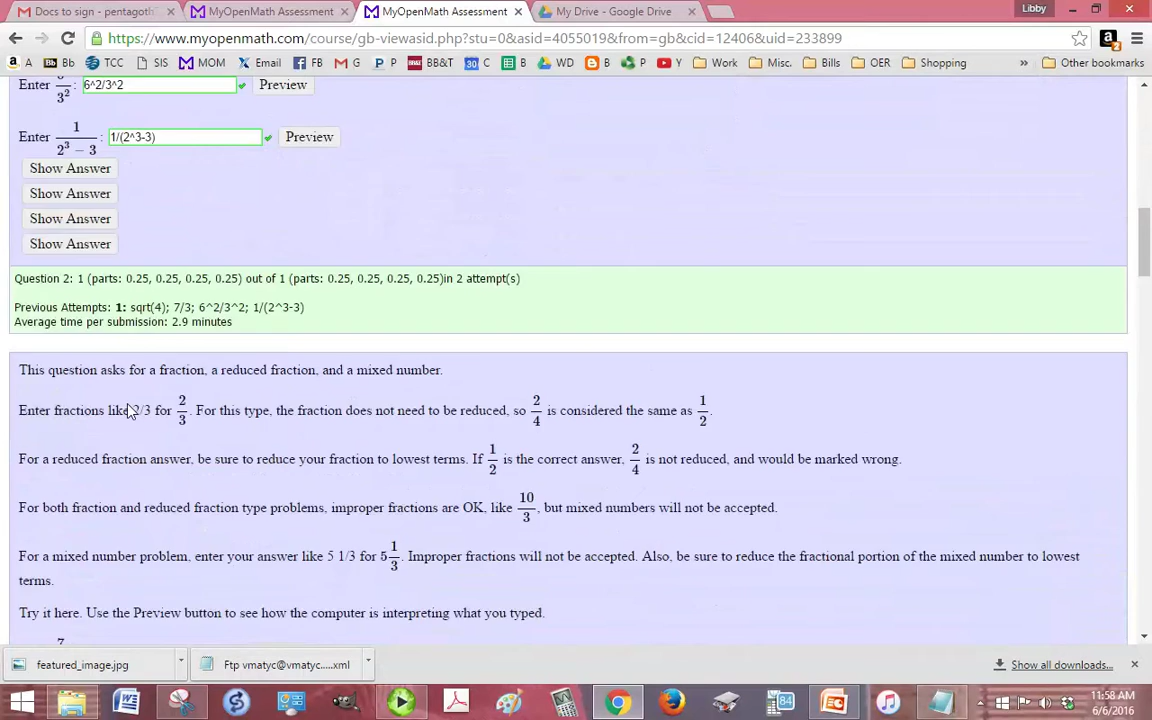 Docs to sign - pentagoth
MyOpenMath Assessment
MyOpenMath Assessment
My Drive - Google Drive
Libby
https://www.myopenmath.com/course/gb-viewasid.php?stu=0&asid=4055019&from=gb&cid=12406&uid=233899
A Bb TCC SIS MOM Email FB G P BB&T C B WD B P Y Work Misc. Bills OER Shopping » Other bookmarks
Enter 3^2 : 6^2/3^2 Preview
Enter 1/(2^3 − 3) : 1/(2^3-3) Preview
Show Answer
Show Answer
Show Answer
Show Answer
Question 2: 1 (parts: 0.25, 0.25, 0.25, 0.25) out of 1 (parts: 0.25, 0.25, 0.25, 0.25)in 2 attempt(s)
Previous Attempts: 1: sqrt(4); 7/3; 6^2/3^2; 1/(2^3-3)
Average time per submission: 2.9 minutes
This question asks for a fraction, a reduced fraction, and a mixed number.
Enter fractions like 2/3 for 2/3. For this type, the fraction does not need to be reduced, so 2/4 is considered the same as 1/2.
For a reduced fraction answer, be sure to reduce your fraction to lowest terms. If 1/2 is the correct answer, 2/4 is not reduced, and would be marked wrong.
For both fraction and reduced fraction type problems, improper fractions are OK, like 10/3, but mixed numbers will not be accepted.
For a mixed number problem, enter your answer like 5 1/3 for 5 1/3. Improper fractions will not be accepted. Also, be sure to reduce the fractional portion of the mixed number to lowest
terms.
Try it here. Use the Preview button to see how the computer is interpreting what you typed.
7
featured_image.jpg
Ftp vmatyc@vmatyc.....xml
Show all downloads...
11:58 AM
6/6/2016